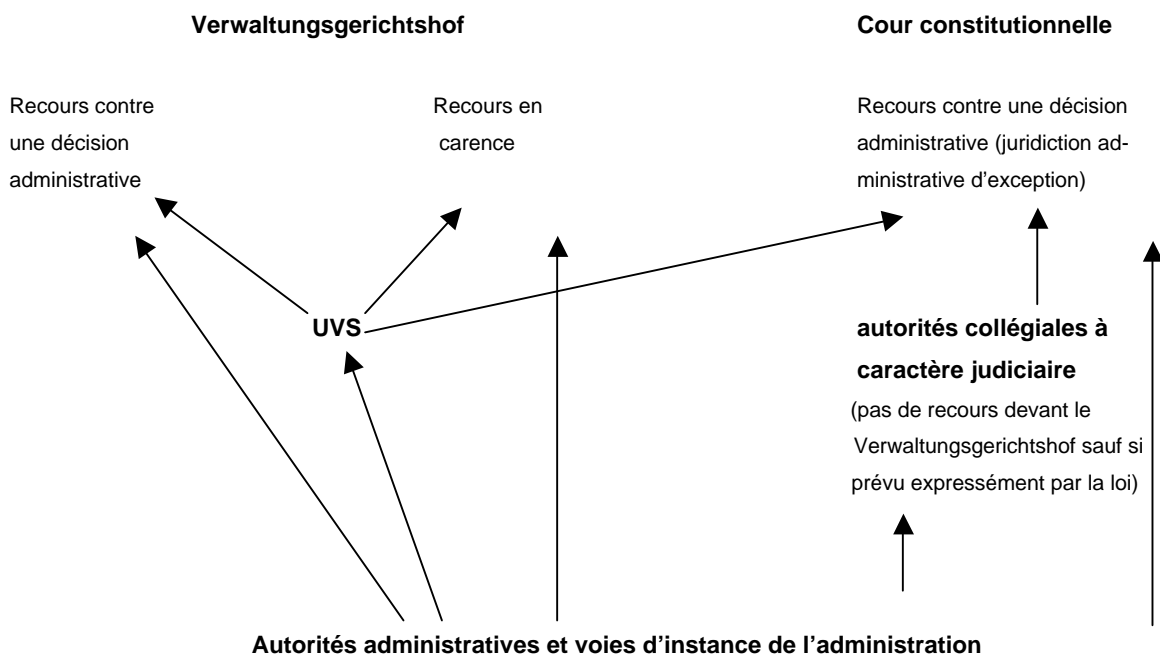 Verwaltungsgerichtshof
Cour constitutionnelle
Recours contre
une décision
administrative
Recours en
carence
Recours contre une décision
administrative (juridiction ad-
ministrative d'exception)
UVS
autorités collégiales à
caractère judiciaire
(pas de recours devant le
Verwaltungsgerichtshof sauf si
prévu expressément par la loi)
Autorités administratives et voies d'instance de l'administration